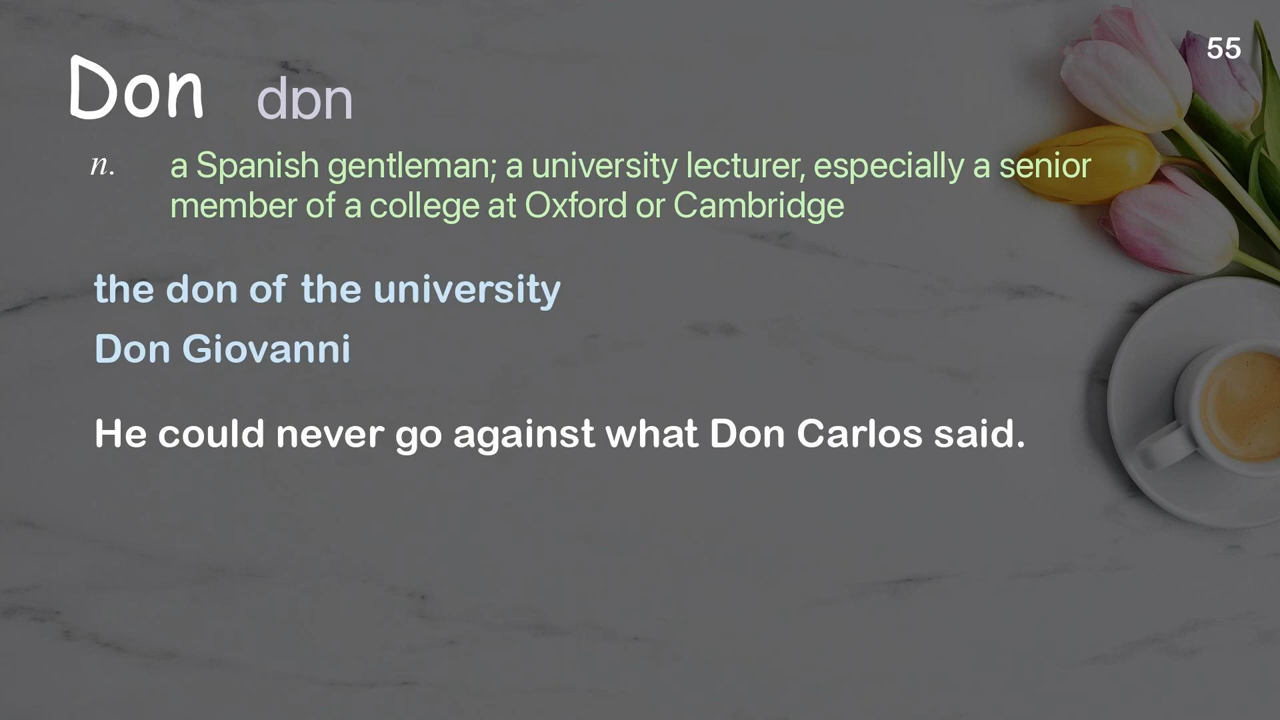 55
Don dɒn
n. a Spanish gentleman; a university lecturer, especially a senior
member of a college at Oxford or Cambridge
the don of the university
Don Giovanni
He could never go against what Don Carlos said.